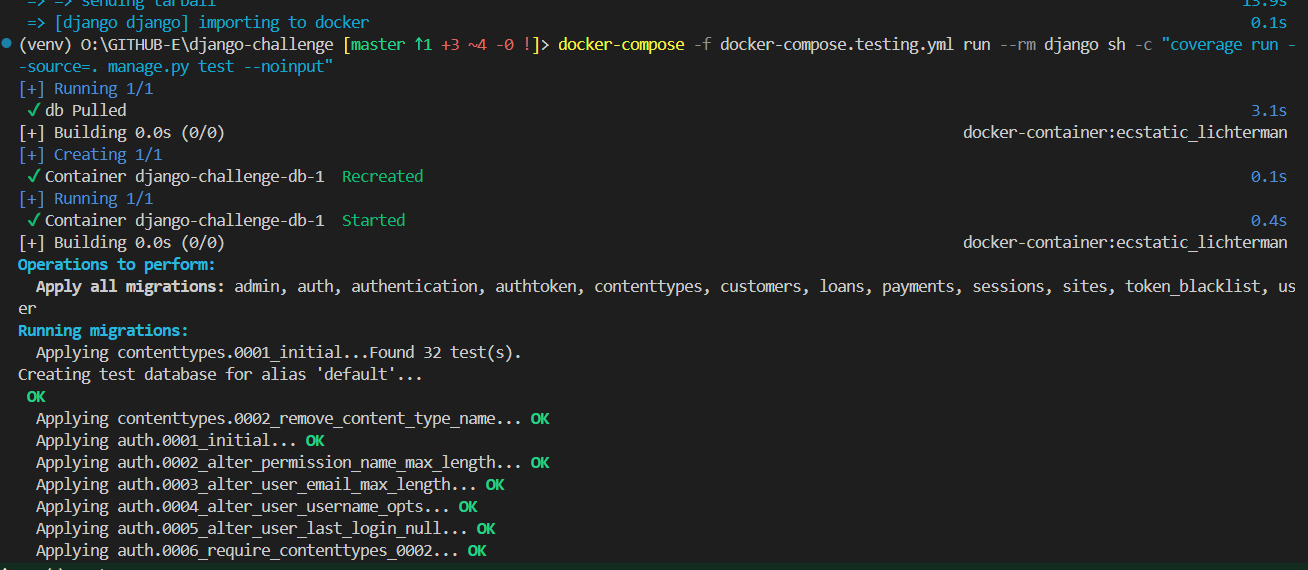 => => sending tarball 13.9s
=> [django django] importing to docker 0.1s
(venv) O:\GITHUB-E\django-challenge [master ↑1 +3 ~4 -0 !]> docker-compose -f docker-compose.testing.yml run --rm django sh -c "coverage run -
-source=. manage.py test --noinput"
[+] Running 1/1
✓ db Pulled 3.1s
[+] Building 0.0s (0/0) docker-container:ecstatic_lichterman
[+] Creating 1/1
✓ Container django-challenge-db-1 Recreated 0.1s
[+] Running 1/1
✓ Container django-challenge-db-1 Started 0.4s
[+] Building 0.0s (0/0) docker-container:ecstatic_lichterman
Operations to perform:
Apply all migrations: admin, auth, authentication, authtoken, contenttypes, customers, loans, payments, sessions, sites, token_blacklist, us
er
Running migrations:
Applying contenttypes.0001_initial...Found 32 test(s).
Creating test database for alias 'default'...
OK
Applying contenttypes.0002_remove_content_type_name... OK
Applying auth.0001_initial... OK
Applying auth.0002_alter_permission_name_max_length... OK
Applying auth.0003_alter_user_email_max_length... OK
Applying auth.0004_alter_user_username_opts... OK
Applying auth.0005_alter_user_last_login_null... OK
Applying auth.0006_require_contenttypes_0002... OK